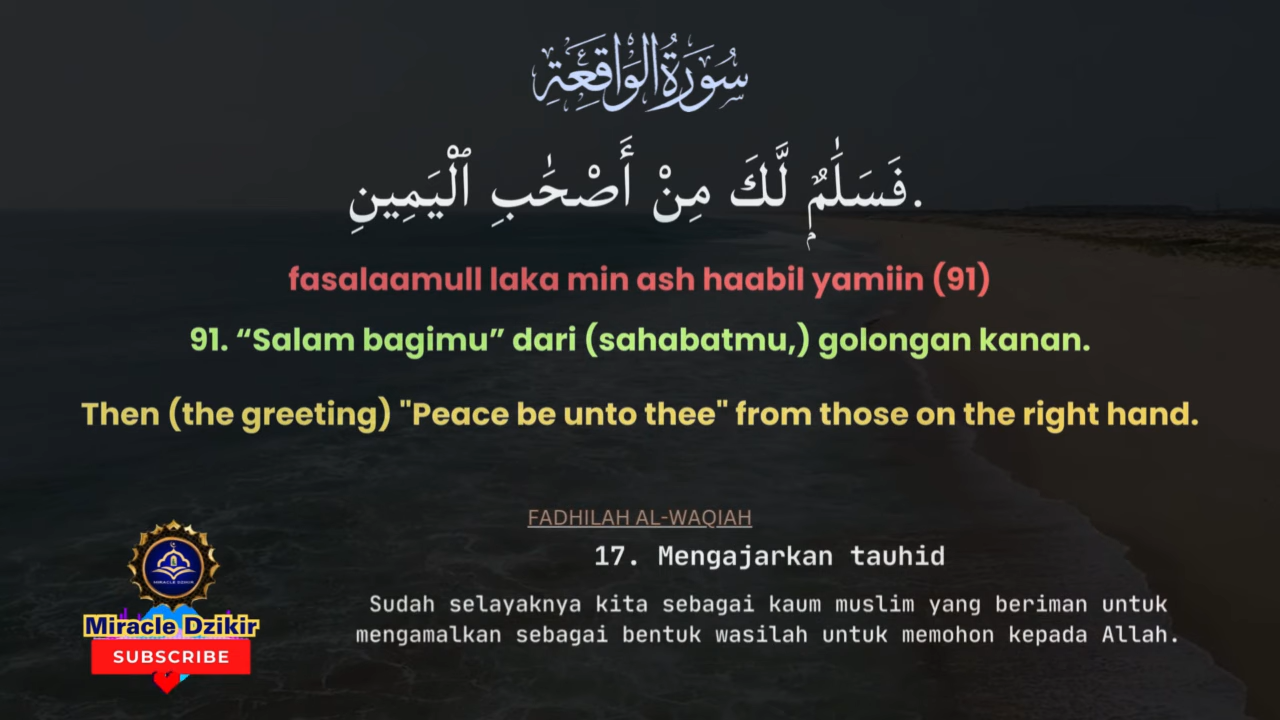 سُورَةُ الوَاقِعَةِ
فَسَلَٰمٌ لَّكَ مِنْ أَصْحَٰبِ ٱلْيَمِينِ.
fasalaamull laka min ash haabil yamiin (91)
91. “Salam bagimu” dari (sahabatmu,) golongan kanan.
Then (the greeting) "Peace be unto thee" from those on the right hand.
FADHILAH AL-WAQIAH
17. Mengajarkan tauhid
Sudah selayaknya kita sebagai kaum muslim yang beriman untuk
mengamalkan sebagai bentuk wasilah untuk memohon kepada Allah.
MIRACLE DZIKIR
Miracle Dzikir
SUBSCRIBE